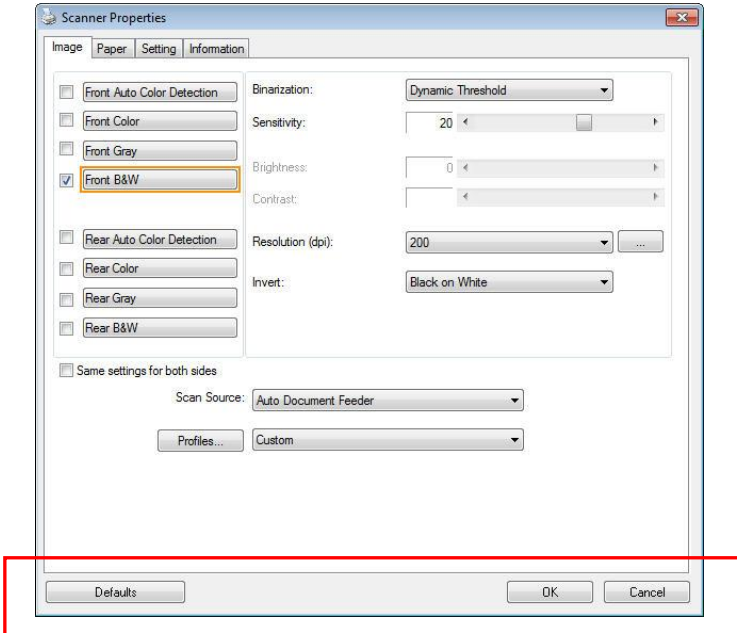 Scanner Properties
Image Paper Setting Information
Front Auto Color Detection
Front Color
Front Gray
Front B&W
Rear Auto Color Detection
Rear Color
Rear Gray
Rear B&W
Binarization: Dynamic Threshold
Sensitivity: 20
Brightness: 0
Contrast:
Resolution (dpi): 200 ...
Invert: Black on White
Same settings for both sides
Scan Source: Auto Document Feeder
Profiles... Custom
Defaults OK Cancel